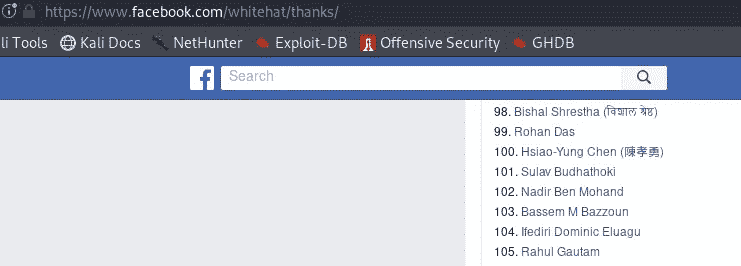 https://www.facebook.com/whitehat/thanks/
li Tools Kali Docs NetHunter Exploit-DB Offensive Security GHDB
Search
98. Bishal Shrestha (विशाल श्रेष्ठ)
99. Rohan Das
100. Hsiao-Yung Chen (陳孝勇)
101. Sulav Budhathoki
102. Nadir Ben Mohand
103. Bassem M Bazzoun
104. Ifediri Dominic Eluagu
105. Rahul Gautam